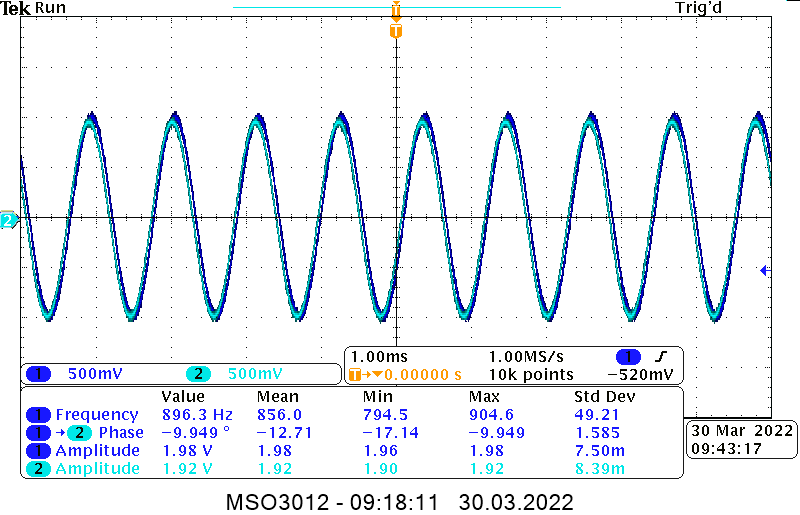 Tek Run Trig'd
T
T
2
1 500mV 2 500mV
1.00ms 1.00MS/s 1
T→▼0.00000 s 10k points −520mV
Value Mean Min Max Std Dev
1 Frequency 896.3 Hz 856.0 794.5 904.6 49.21
1 → 2 Phase −9.949 ° −12.71 −17.14 −9.949 1.585
1 Amplitude 1.98 V 1.98 1.96 1.98 7.50m
2 Amplitude 1.92 V 1.92 1.90 1.92 8.39m
30 Mar 2022
09:43:17
MSO3012 - 09:18:11 30.03.2022